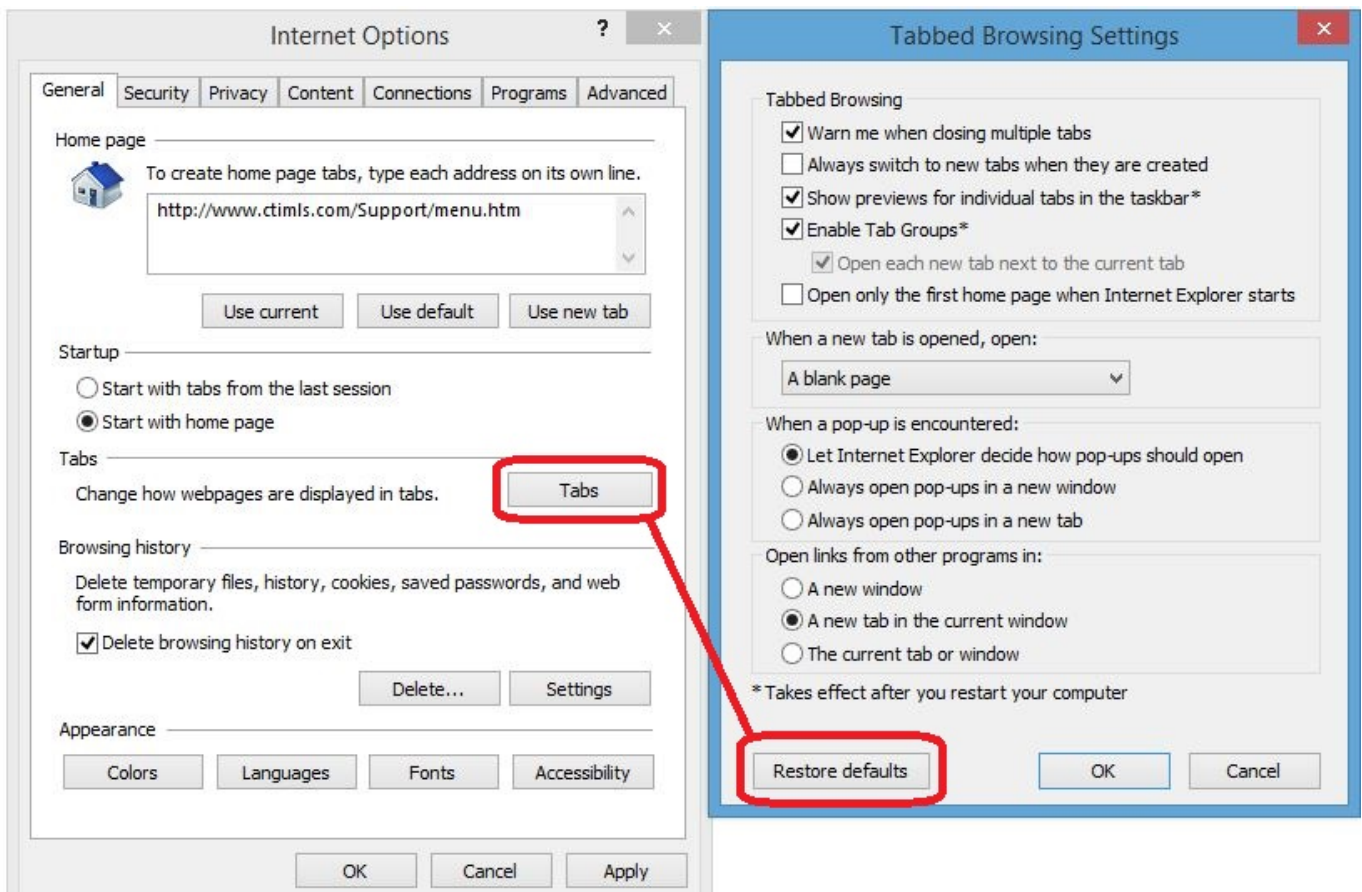 Internet Options
?
General Security Privacy Content Connections Programs Advanced
Home page
To create home page tabs, type each address on its own line.
http://www.ctimls.com/Support/menu.htm
Use current Use default Use new tab
Startup
Start with tabs from the last session
Start with home page
Tabs
Change how webpages are displayed in tabs.
Tabs
Browsing history
Delete temporary files, history, cookies, saved passwords, and web
form information.
Delete browsing history on exit
Delete... Settings
Appearance
Colors Languages Fonts Accessibility
OK Cancel Apply
Tabbed Browsing Settings
Tabbed Browsing
Warn me when closing multiple tabs
Always switch to new tabs when they are created
Show previews for individual tabs in the taskbar*
Enable Tab Groups*
Open each new tab next to the current tab
Open only the first home page when Internet Explorer starts
When a new tab is opened, open:
A blank page
When a pop-up is encountered:
Let Internet Explorer decide how pop-ups should open
Always open pop-ups in a new window
Always open pop-ups in a new tab
Open links from other programs in:
A new window
A new tab in the current window
The current tab or window
* Takes effect after you restart your computer
Restore defaults OK Cancel